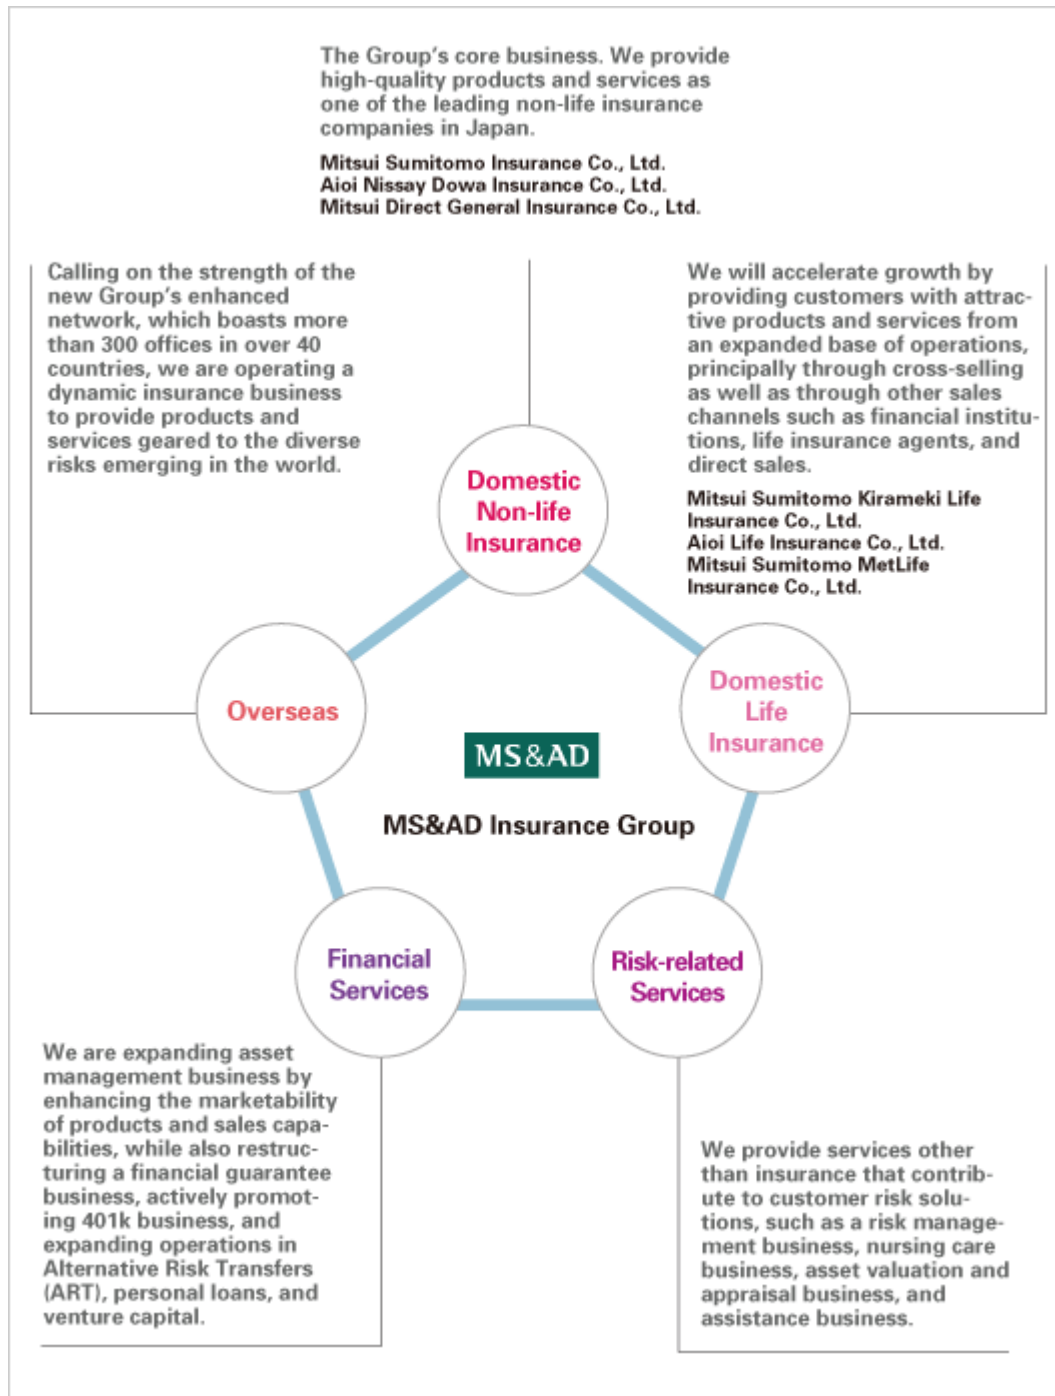 The Group's core business. We provide
high-quality products and services as
one of the leading non-life insurance
companies in Japan.
Mitsui Sumitomo Insurance Co., Ltd.
Aioi Nissay Dowa Insurance Co., Ltd.
Mitsui Direct General Insurance Co., Ltd.
Calling on the strength of the
new Group's enhanced
network, which boasts more
than 300 offices in over 40
countries, we are operating a
dynamic insurance business
to provide products and
services geared to the diverse
risks emerging in the world.
We will accelerate growth by
providing customers with attrac-
tive products and services from
an expanded base of operations,
principally through cross-selling
as well as through other sales
channels such as financial institu-
tions, life insurance agents, and
direct sales.
Mitsui Sumitomo Kirameki Life
Insurance Co., Ltd.
Aioi Life Insurance Co., Ltd.
Mitsui Sumitomo MetLife
Insurance Co., Ltd.
Domestic
Non-life
Insurance
Overseas
Domestic
Life
Insurance
MS&AD
MS&AD Insurance Group
Financial
Services
Risk-related
Services
We are expanding asset
management business by
enhancing the marketability
of products and sales capa-
bilities, while also restruc-
turing a financial guarantee
business, actively promot-
ing 401k business, and
expanding operations in
Alternative Risk Transfers
(ART), personal loans, and
venture capital.
We provide services other
than insurance that contrib-
ute to customer risk solu-
tions, such as a risk manage-
ment business, nursing care
business, asset valuation and
appraisal business, and
assistance business.